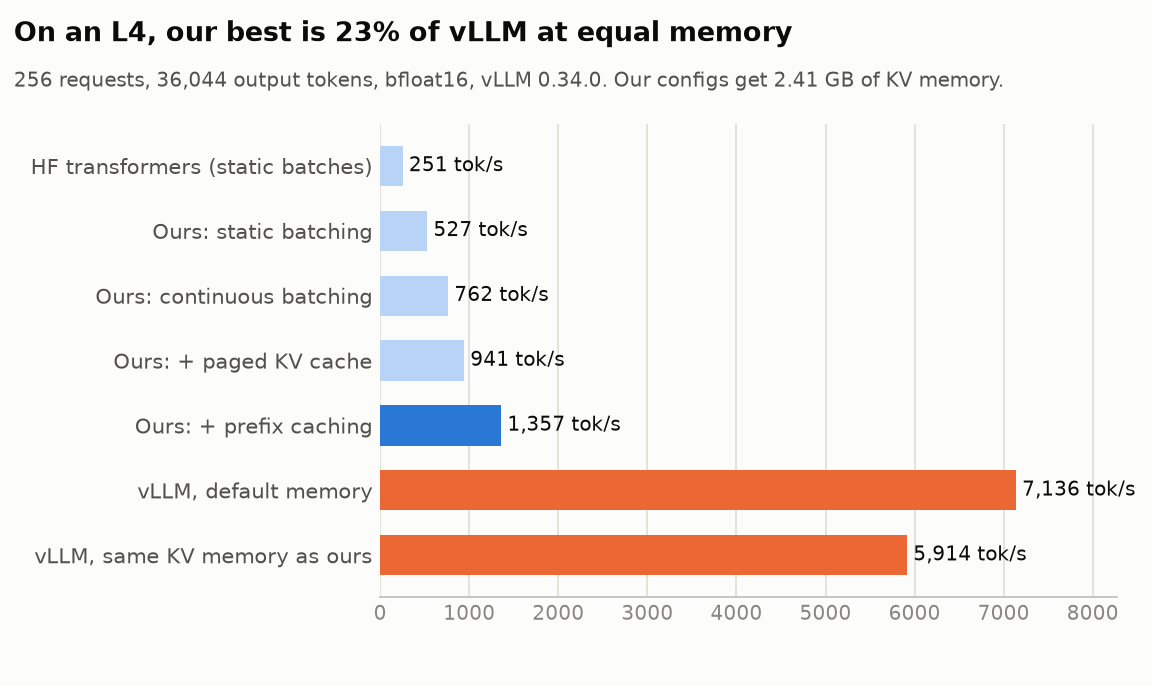 On an L4, our best is 23% of vLLM at equal memory
256 requests, 36,044 output tokens, bfloat16, vLLM 0.34.0. Our configs get 2.41 GB of KV memory.
HF transformers (static batches) 251 tok/s
Ours: static batching 527 tok/s
Ours: continuous batching 762 tok/s
Ours: + paged KV cache 941 tok/s
Ours: + prefix caching 1,357 tok/s
vLLM, default memory 7,136 tok/s
vLLM, same KV memory as ours 5,914 tok/s
0 1000 2000 3000 4000 5000 6000 7000 8000